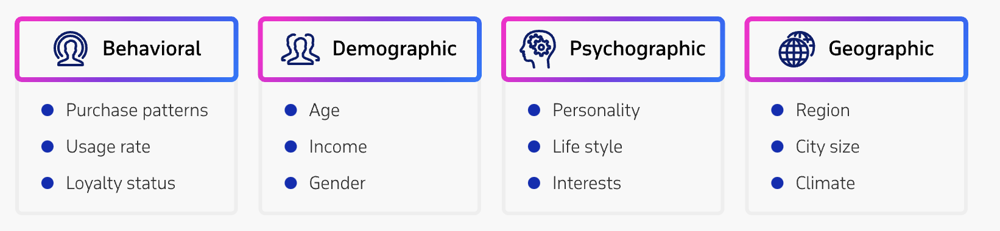 Behavioral
Purchase patterns
Usage rate
Loyalty status
Demographic
Age
Income
Gender
Psychographic
Personality
Life style
Interests
Geographic
Region
City size
Climate